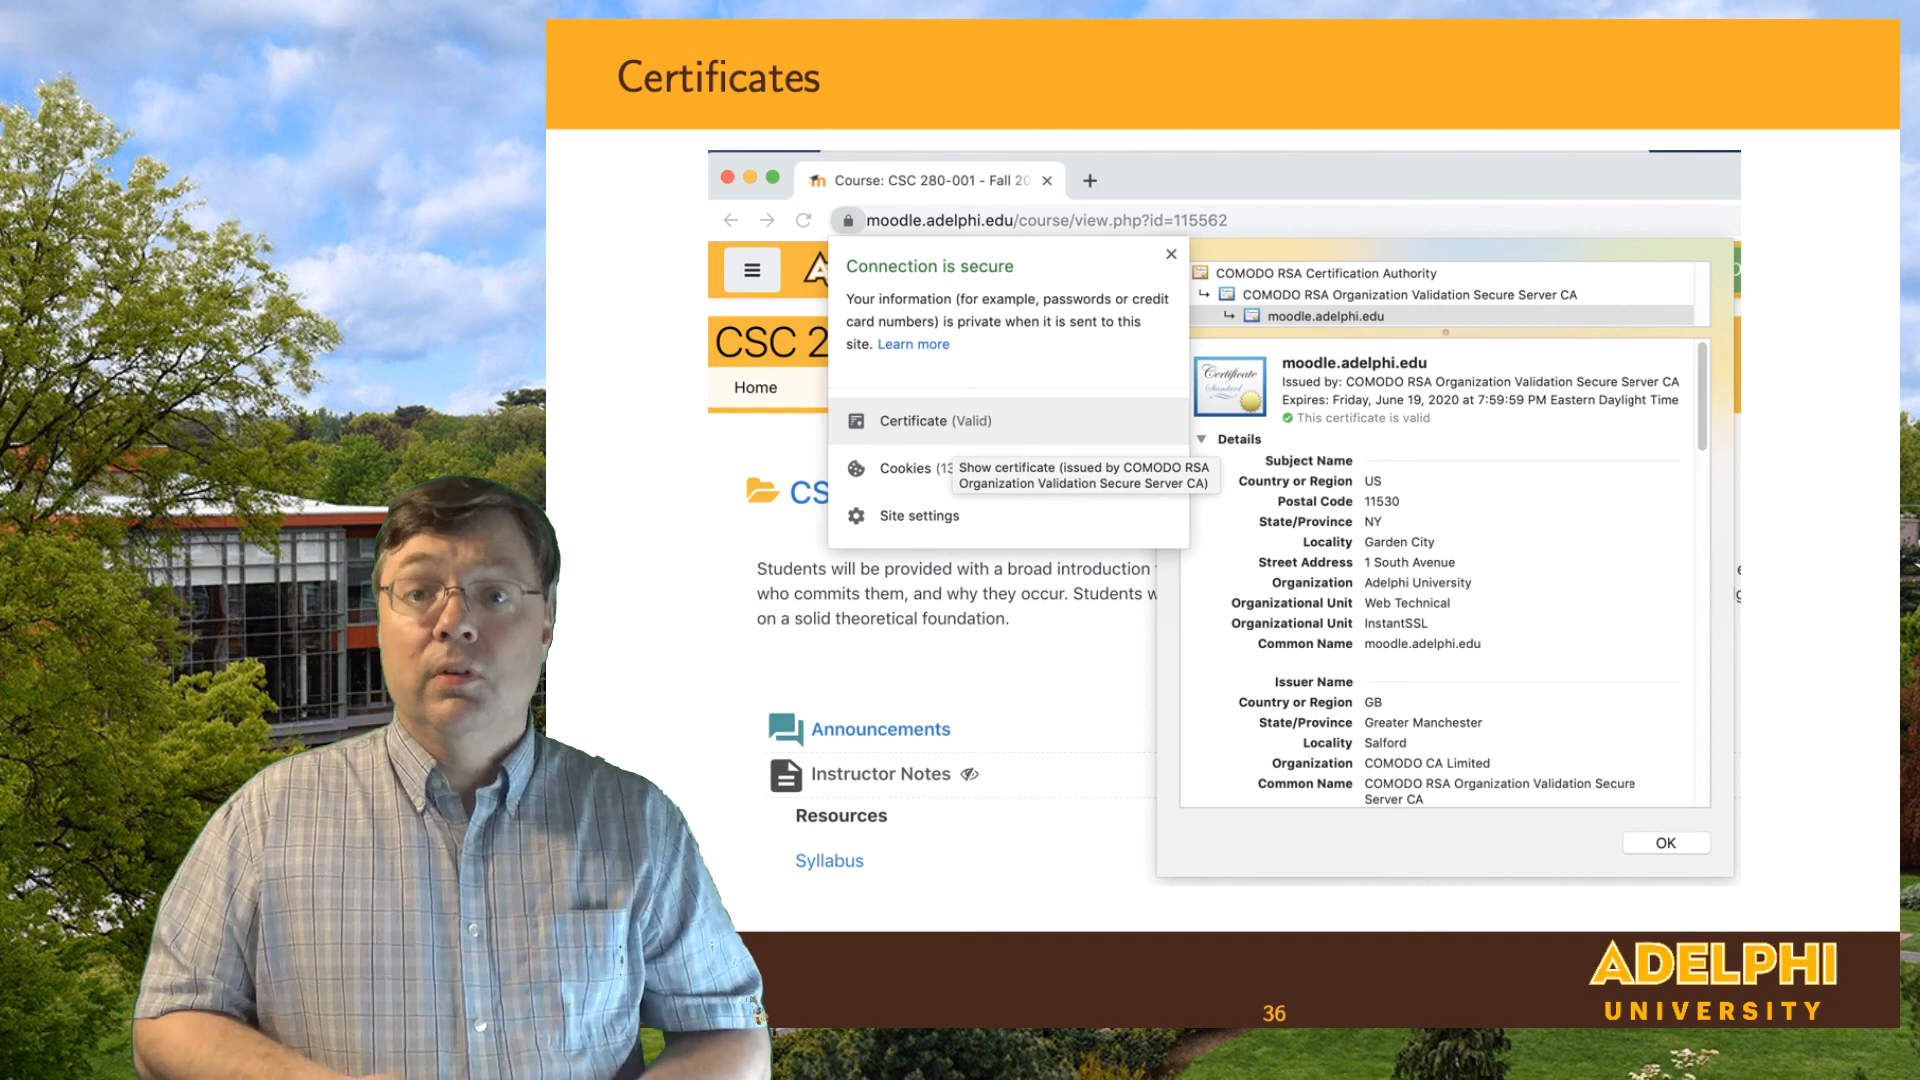 Certificates
Course: CSC 280-001 - Fall 20
moodle.adelphi.edu/course/view.php?id=115562
Connection is secure
Your information (for example, passwords or credit
card numbers) is private when it is sent to this
site. Learn more
Certificate (Valid)
Cookies (13
Show certificate (issued by COMODO RSA
Organization Validation Secure Server CA)
Site settings
COMODO RSA Certification Authority
COMODO RSA Organization Validation Secure Server CA
moodle.adelphi.edu
Certificate
Standard
moodle.adelphi.edu
Issued by: COMODO RSA Organization Validation Secure Server CA
Expires: Friday, June 19, 2020 at 7:59:59 PM Eastern Daylight Time
This certificate is valid
Details
Subject Name
Country or Region US
Postal Code 11530
State/Province NY
Locality Garden City
Street Address 1 South Avenue
Organization Adelphi University
Organizational Unit Web Technical
Organizational Unit InstantSSL
Common Name moodle.adelphi.edu
Issuer Name
Country or Region GB
State/Province Greater Manchester
Locality Salford
Organization COMODO CA Limited
Common Name COMODO RSA Organization Validation Secure
Server CA
OK
A
CSC 2
Home
CS
Students will be provided with a broad introduction
who commits them, and why they occur. Students w
on a solid theoretical foundation.
Announcements
Instructor Notes
Resources
Syllabus
36
ADELPHI
UNIVERSITY